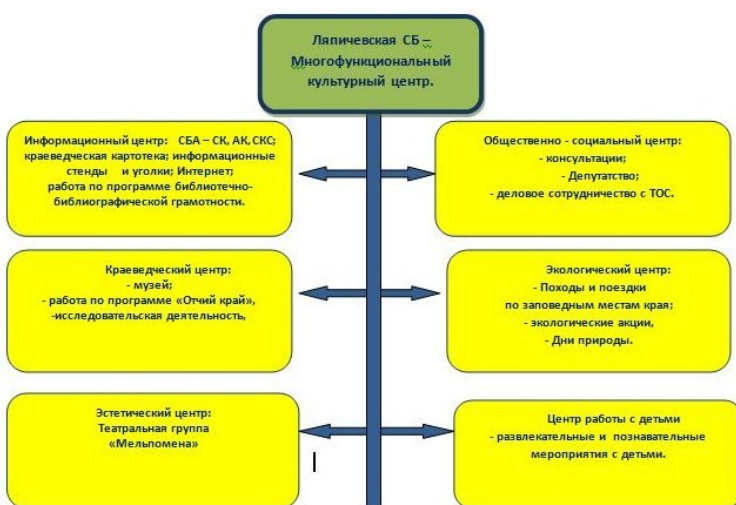 Ляпичевская СБ –
Многофункциональный
культурный центр.
Информационный центр: СБА – СК, АК, СКС;
краеведческая картотека; информационные
стенды и уголки; Интернет;
работа по программе библиотечно-
библиографической грамотности.
Общественно - социальный центр:
- консультации;
- Депутатство;
- деловое сотрудничество с ТОС.
Краеведческий центр:
- музей;
- работа по программе «Отчий край»,
-исследовательская деятельность,
Экологический центр:
- Походы и поездки
по заповедным местам края;
- экологические акции,
- Дни природы.
Эстетический центр:
Театральная группа
«Мельпомена»
Центр работы с детьми
- развлекательные и познавательные
мероприятия с детьми.